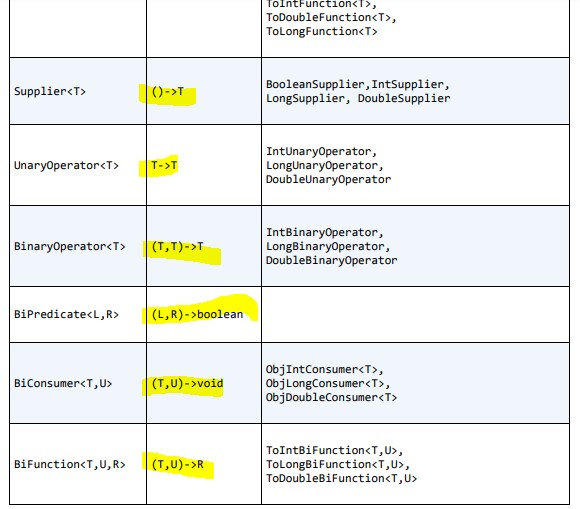 ToIntFunction<T>,
ToDoubleFunction<T>,
ToLongFunction<T>
Supplier<T>
()->T
BooleanSupplier,IntSupplier,
LongSupplier, DoubleSupplier
UnaryOperator<T>
T->T
IntUnaryOperator,
LongUnaryOperator,
DoubleUnaryOperator
BinaryOperator<T>
(T,T)->T
IntBinaryOperator,
LongBinaryOperator,
DoubleBinaryOperator
BiPredicate<L,R>
(L,R)->boolean
BiConsumer<T,U>
(T,U)->void
ObjIntConsumer<T>,
ObjLongConsumer<T>,
ObjDoubleConsumer<T>
BiFunction<T,U,R>
(T,U)->R
ToIntBiFunction<T,U>,
ToLongBiFunction<T,U>,
ToDoubleBiFunction<T,U>